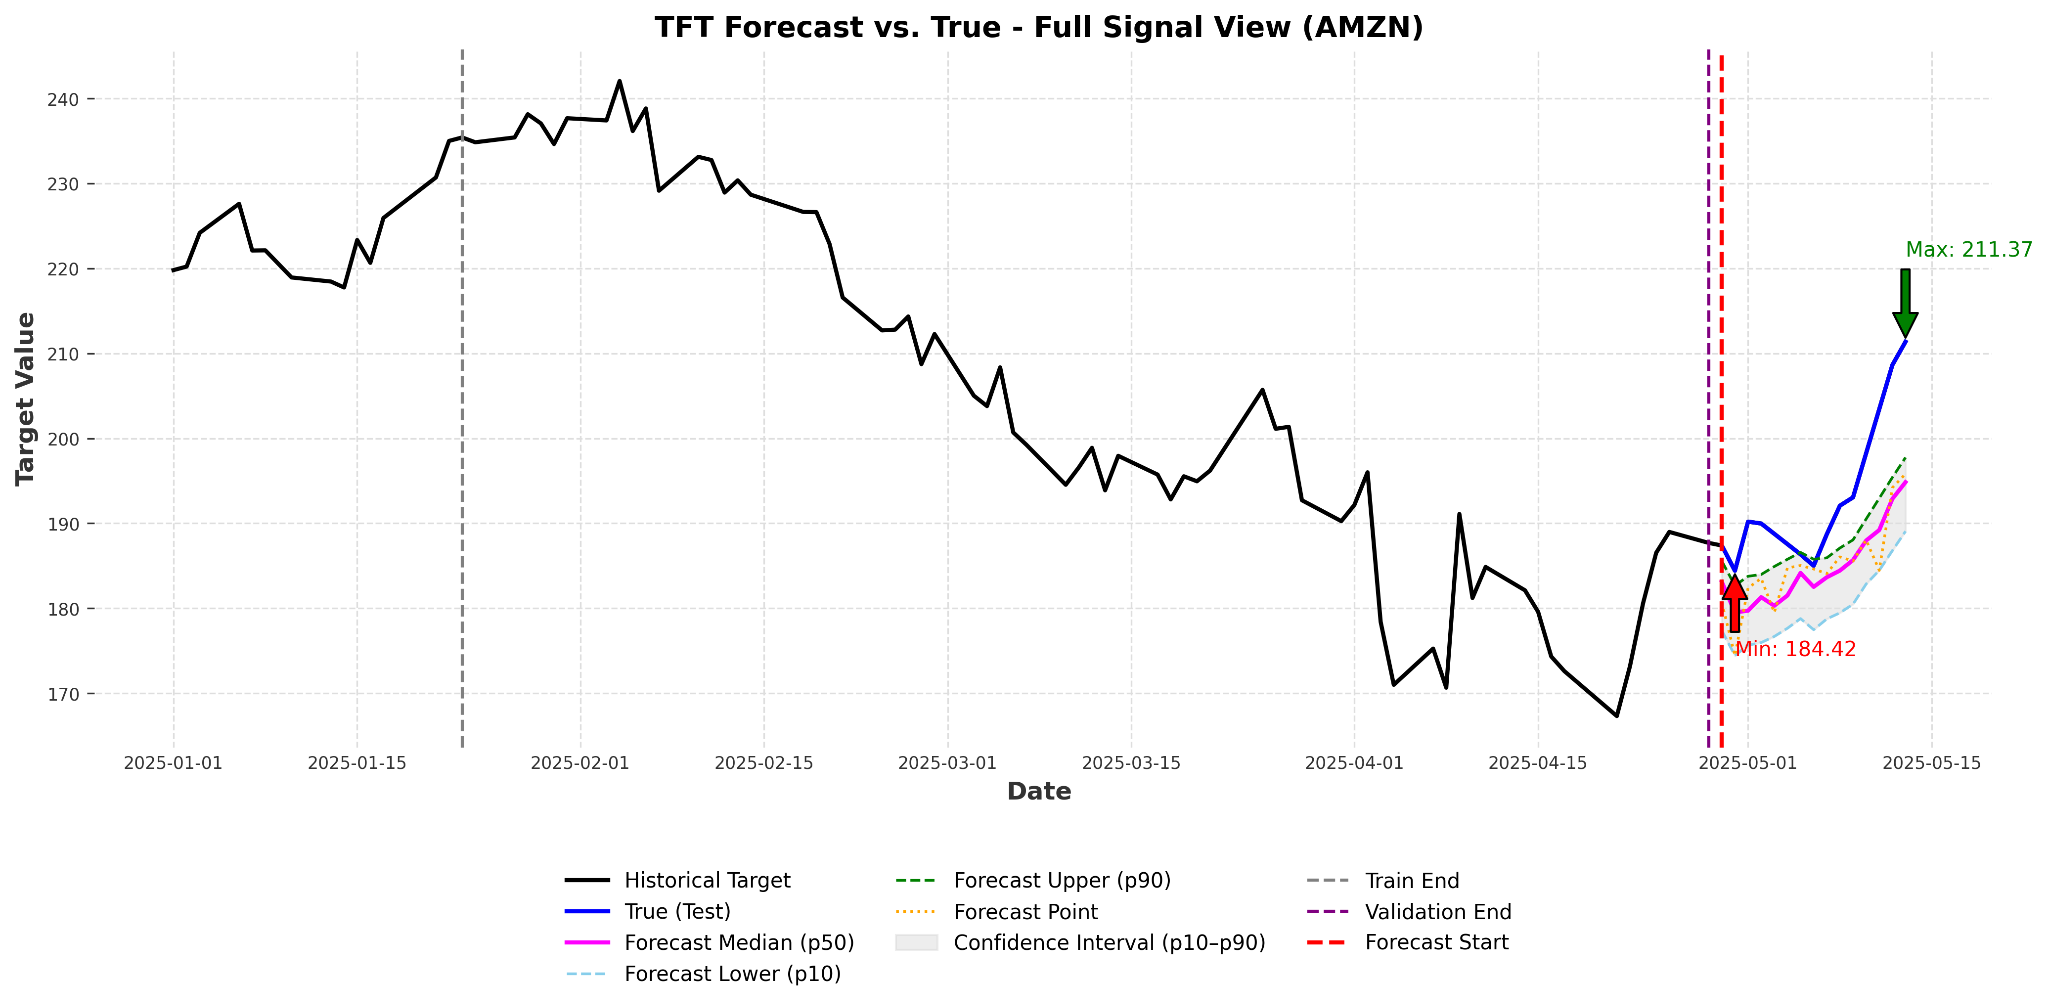 TFT Forecast vs. True - Full Signal View (AMZN)
Target Value
240
230
220
210
200
190
180
170
Max: 211.37
Min: 184.42
2025-01-01
2025-01-15
2025-02-01
2025-02-15
2025-03-01
2025-03-15
2025-04-01
2025-04-15
2025-05-01
2025-05-15
Date
Historical Target
True (Test)
Forecast Median (p50)
Forecast Lower (p10)
Forecast Upper (p90)
Forecast Point
Confidence Interval (p10–p90)
Train End
Validation End
Forecast Start